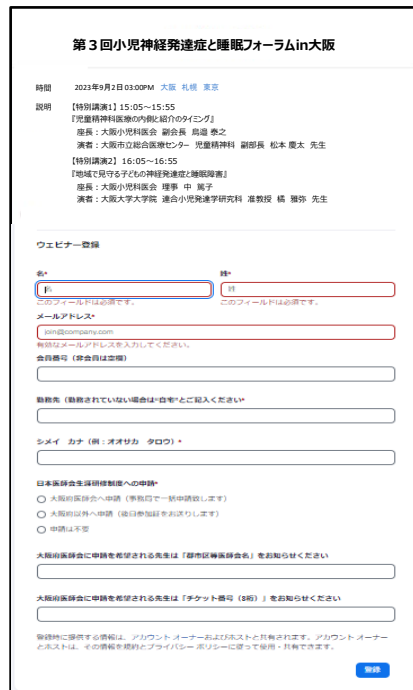 第３回小児神経発達症と睡眠フォーラムin大阪
時間 2023年9月2日 03:00PM 大阪 札幌 東京
説明 【特別講演1】15:05～15:55
『児童精神科医療の内側と紹介のタイミング』
座長：大阪小児科医会 副会長 島邉 泰之
演者：大阪市立総合医療センター 児童精神科 副部長 松本 慶太 先生
【特別講演2】16:05～16:55
『地域で見守る子どもの神経発達症と睡眠障害』
座長：大阪小児科医会 理事 中 篤子
演者：大阪大学大学院 連合小児発達学研究科 准教授 橘 雅弥 先生
ウェビナー登録
名* 姓*
名 姓
このフィールドは必須です。 このフィールドは必須です。
メールアドレス*
join@company.com
有効なメールアドレスを入力してください。
会員番号（非会員は空欄）
勤務先（勤務されていない場合は"自宅"とご記入ください*
シメイ カナ（例：オオサカ タロウ）*
日本医師会生涯研修制度への申請*
大阪府医師会へ申請（事務局で一括申請致します）
大阪府以外へ申請（後日参加証をお送りします）
申請は不要
大阪府医師会に申請を希望される先生は「都市区等医師会名」をお知らせください
大阪府医師会に申請を希望される先生は「チケット番号（8桁）」をお知らせください
登録時に提供する情報は、アカウント オーナーおよびホストと共有されます。アカウント オーナー
とホストは、その情報を規約とプライバシー ポリシーに従って使用・共有できます。
登録